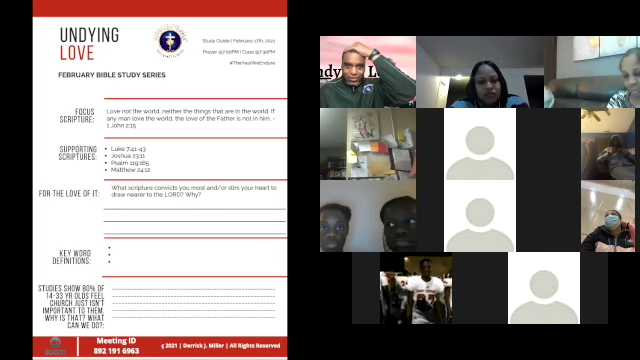 UNDYING
LOVE
Study Guide | February 17th, 2021
Prayer @7:00PM | Class @7:30PM
#TheYearWeEndure
FEBRUARY BIBLE STUDY SERIES
FOCUS
SCRIPTURE:
Love not the world, neither the things that are in the world. If
any man love the world, the love of the Father is not in him. -
1 John 2:15
SUPPORTING
SCRIPTURES:
• Luke 7:41-43
• Joshua 23:11
• Psalm 119:165
• Matthew 24:12
FOR THE LOVE OF IT:
What scripture convicts you most and/or stirs your heart to
draw nearer to the LORD? Why?
KEY WORD
DEFINITIONS:
STUDIES SHOW 80% OF
14-33 YR OLDS FEEL
CHURCH JUST ISN'T
IMPORTANT TO THEM.
WHY IS THAT? WHAT
CAN WE DO?:
zoom
Meeting ID
892 191 6963
© 2021 | Derrick J. Miller | All Rights Reserved